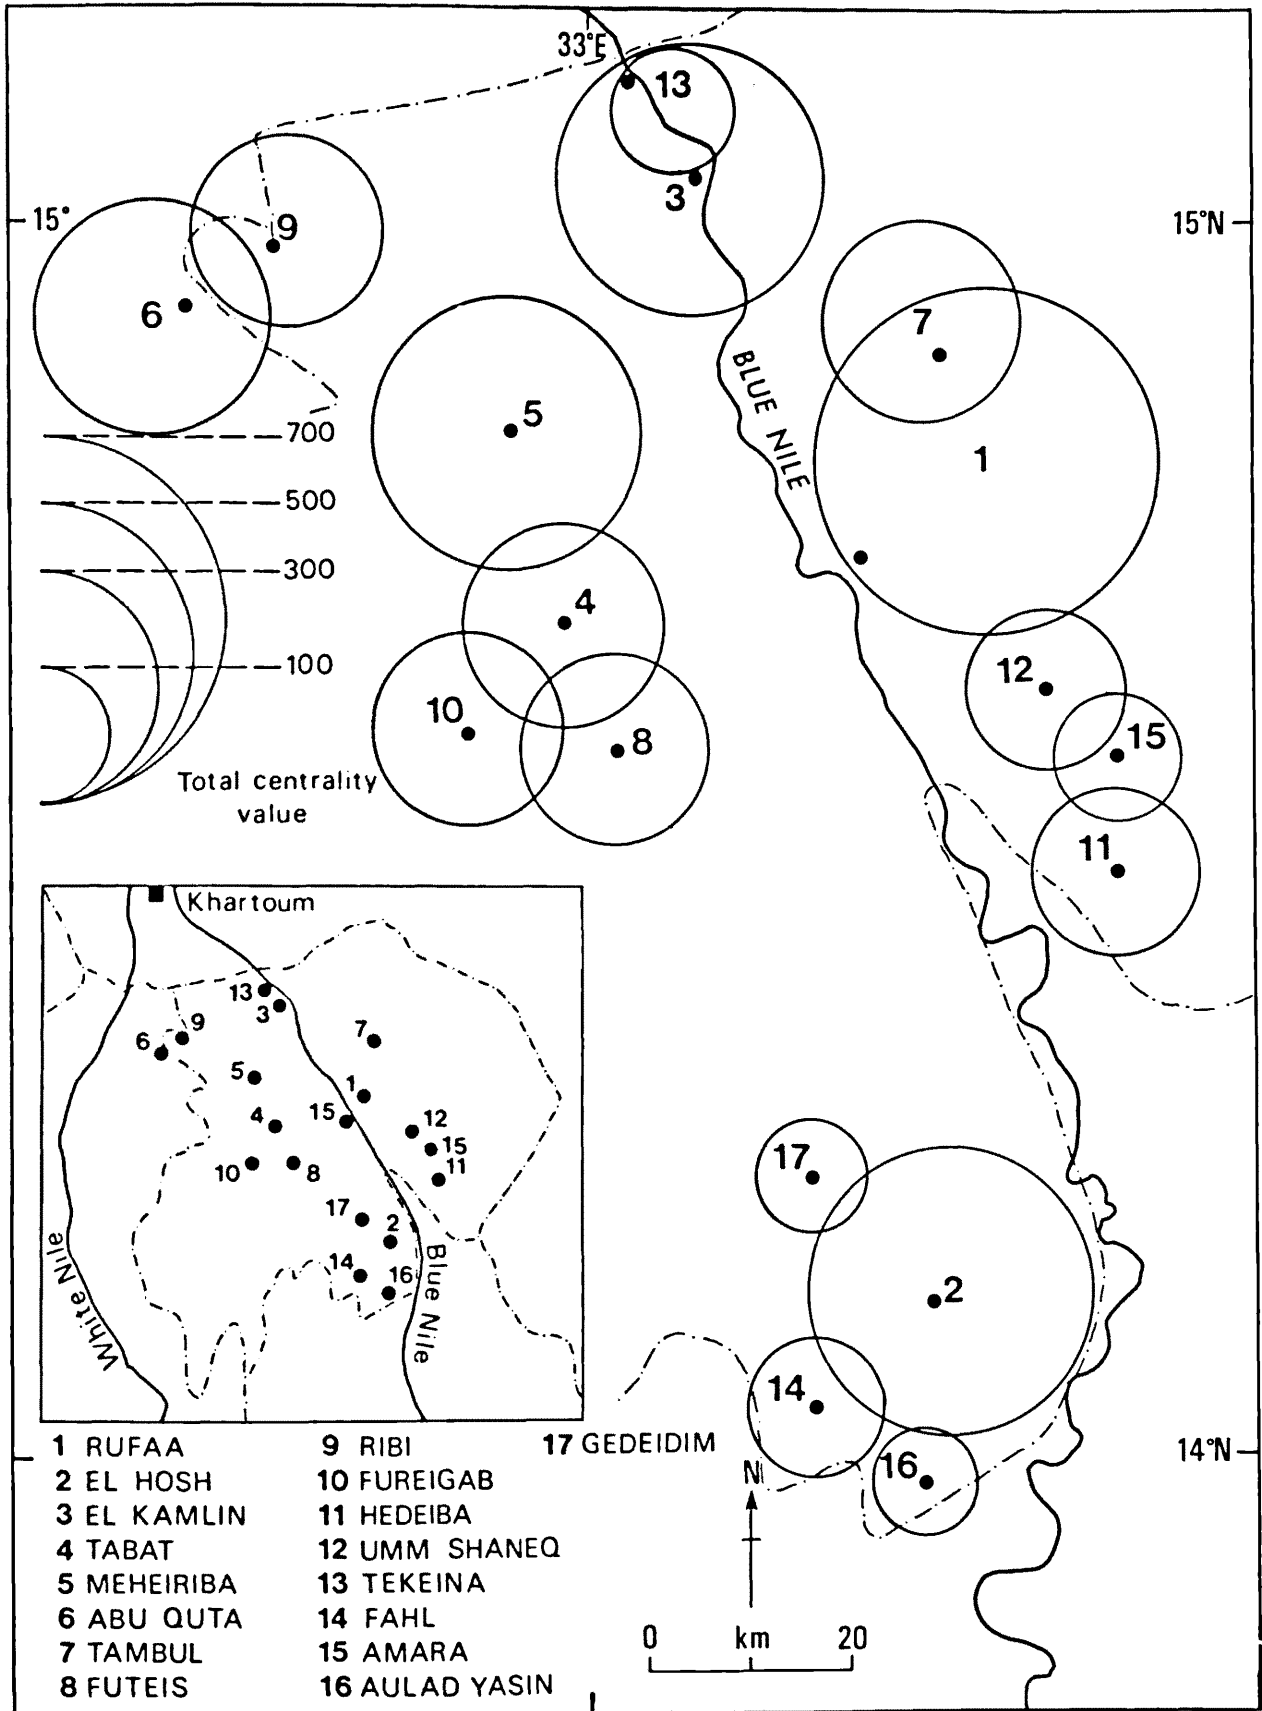 33°E
13
3
15°
15°N
9
6
7
5
BLUE NILE
1
700
500
300
100
4
12
10
8
15
11
Total centrality
value
Khartoum
13
3
9
6
7
5
1
15
4
12
15
10
8
11
17
2
14
16
White Nile
Blue Nile
17
2
14
16
14°N
N
0 km 20
1 RUFAA
2 EL HOSH
3 EL KAMLIN
4 TABAT
5 MEHEIRIBA
6 ABU QUTA
7 TAMBUL
8 FUTEIS
9 RIBI
10 FUREIGAB
11 HEDEIBA
12 UMM SHANEQ
13 TEKEINA
14 FAHL
15 AMARA
16 AULAD YASIN
17 GEDEIDIM